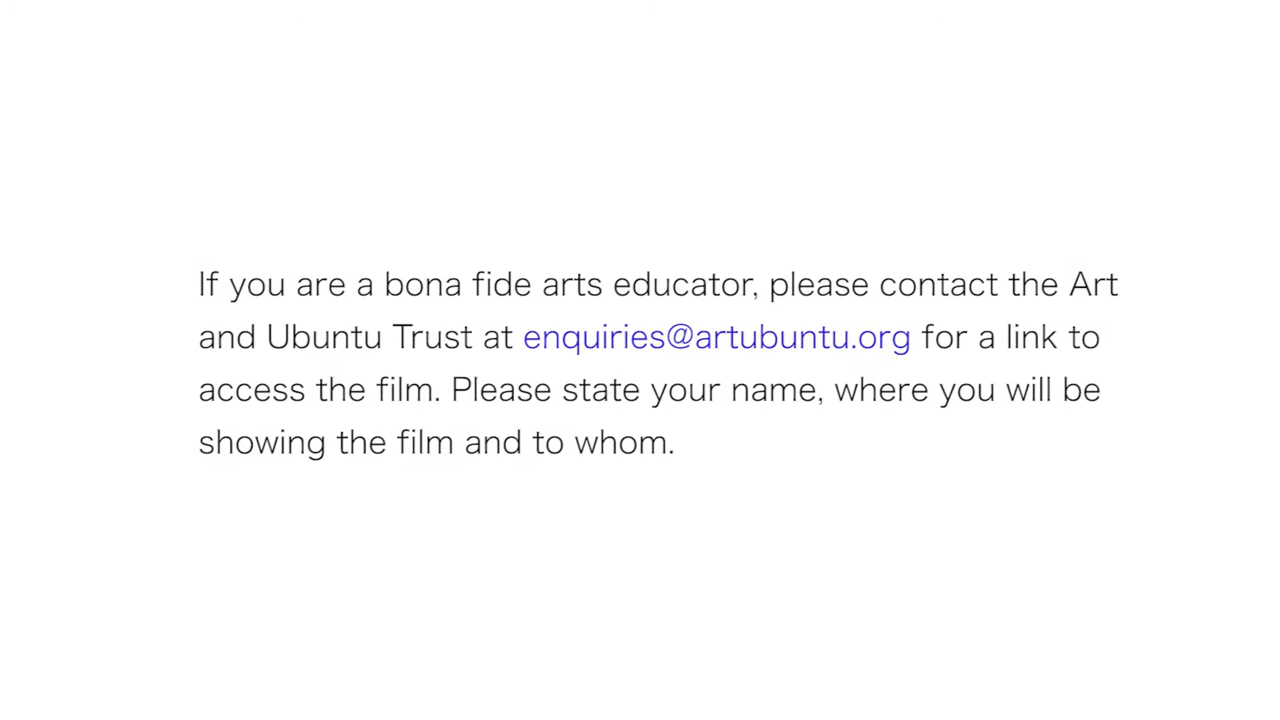 If you are a bona fide arts educator, please contact the Art
and Ubuntu Trust at enquiries@artubuntu.org for a link to
access the film. Please state your name, where you will be
showing the film and to whom.